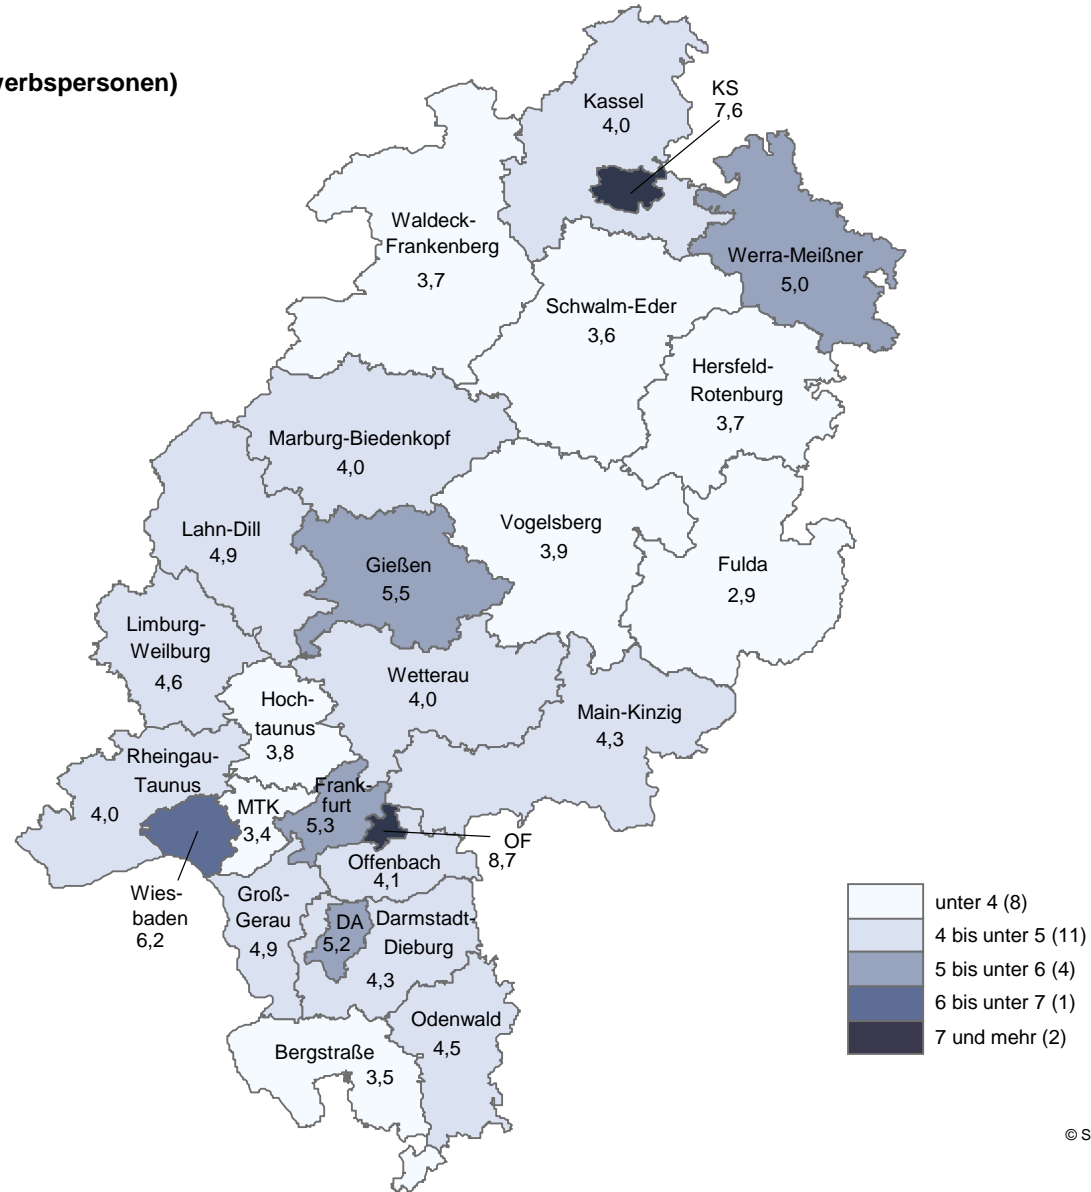 werbspersonen)
Kassel
4,0
KS
7,6
Waldeck-
Frankenberg
3,7
Werra-Meißner
5,0
Schwalm-Eder
3,6
Hersfeld-
Rotenburg
3,7
Marburg-Biedenkopf
4,0
Lahn-Dill
4,9
Gießen
5,5
Vogelsberg
3,9
Fulda
2,9
Limburg-
Weilburg
4,6
Wetterau
4,0
Hoch-
taunus
3,8
Main-Kinzig
4,3
Rheingau-
Taunus
4,0
MTK
3,4
Frank-
furt
5,3
OF
8,7
Offenbach
4,1
Wies-
baden
6,2
Groß-
Gerau
4,9
DA
5,2
Darmstadt-
Dieburg
4,3
Odenwald
4,5
Bergstraße
3,5
unter 4 (8)
4 bis unter 5 (11)
5 bis unter 6 (4)
6 bis unter 7 (1)
7 und mehr (2)
© S